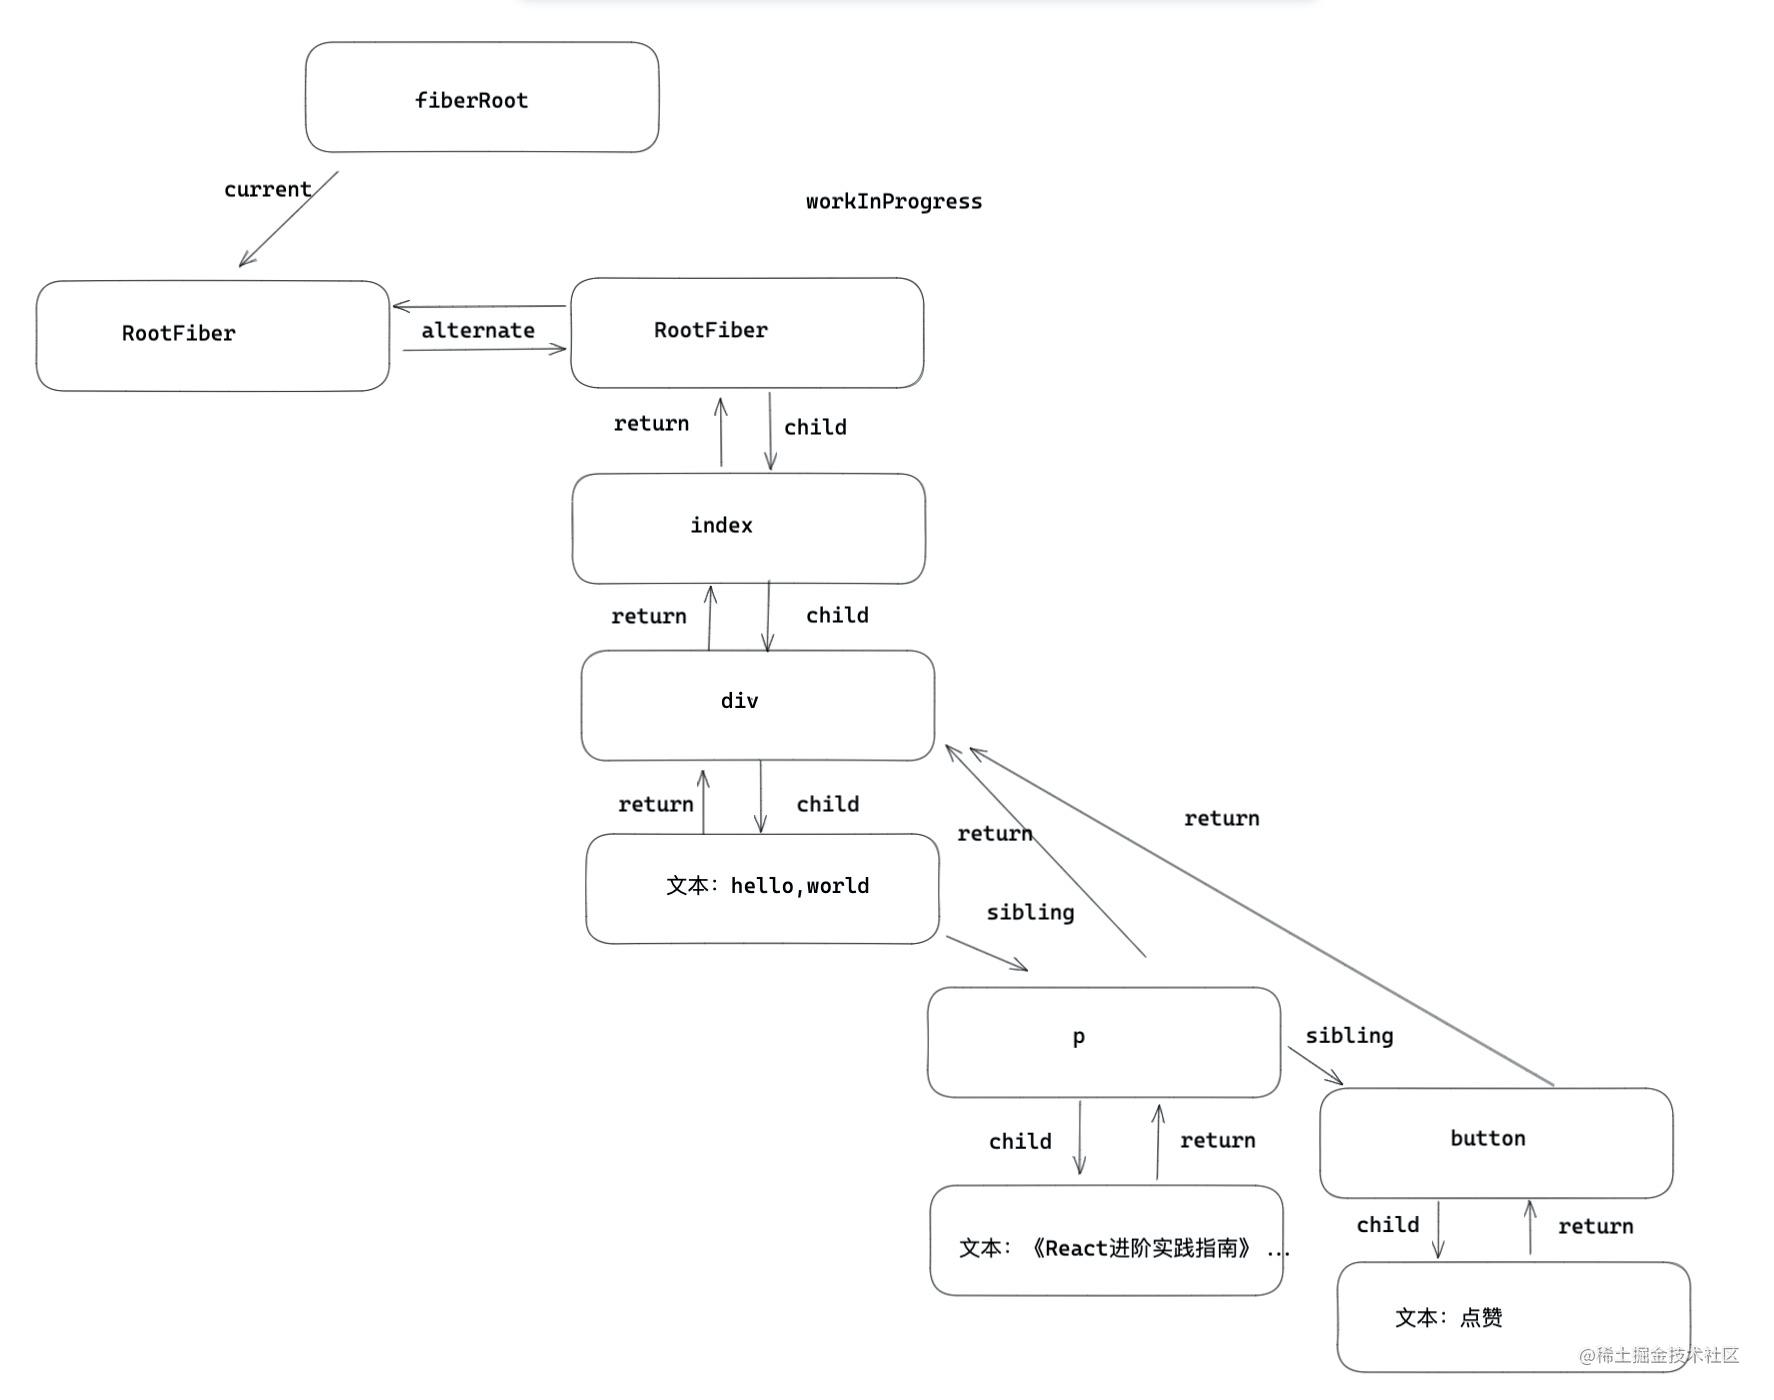 fiberRoot
current
workInProgress
RootFiber
alternate
RootFiber
return
child
index
return
child
div
return
child
return
return
文本：hello,world
sibling
p
sibling
child
return
button
文本：《React进阶实践指南》 ...
child
return
文本：点赞
@稀土掘金技术社区